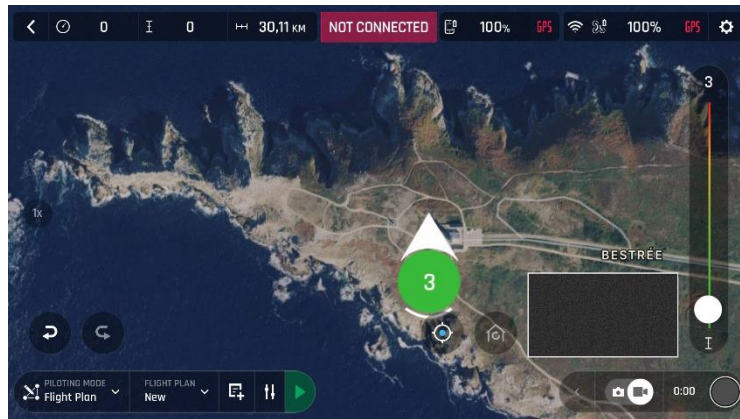 0 0 30,11 KM NOT CONNECTED 100% GPS 100% GPS
3
1x
BESTRÉE
3
PILOTING MODE FLIGHT PLAN
Flight Plan New 0:00